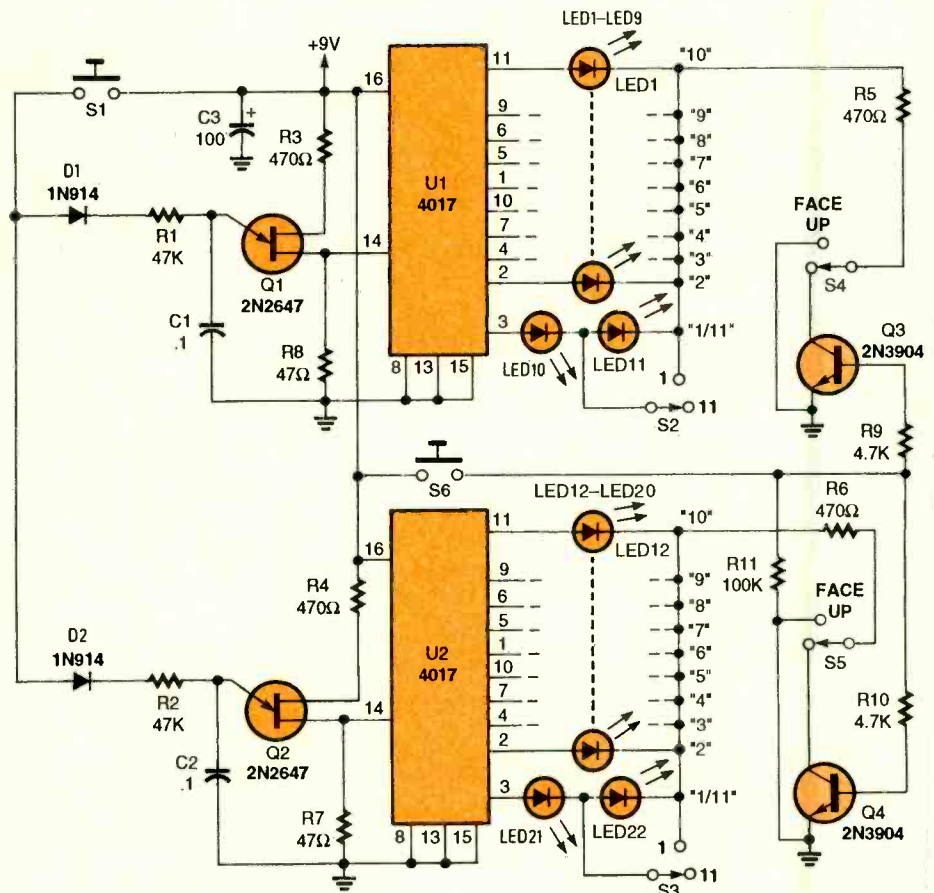 LED1–LED9
+9V
S1
16
11
LED1
"10"
C3
100
+
R3
470Ω
R5
470Ω
9
"9"
6
"8"
5
"7"
D1
1N914
U1
4017
1
"6"
FACE
UP
10
"5"
R1
47K
Q1
2N2647
14
7
"4"
4
"3"
S4
2
"2"
C1
.1
R8
47Ω
3
"1/11"
Q3
2N3904
8
13
15
LED10
LED11
1
11
S2
R9
4.7K
S6
LED12–LED20
R6
470Ω
11
LED12
"10"
16
R11
100K
R4
470Ω
9
"9"
6
"8"
FACE
UP
5
"7"
D2
1N914
U2
4017
1
"6"
S5
10
"5"
R2
47K
14
7
"4"
R10
4.7K
4
"3"
Q2
2N2647
2
"2"
C2
.1
3
"1/11"
Q4
2N3904
R7
47Ω
8
13
15
LED21
LED22
1
11
S3